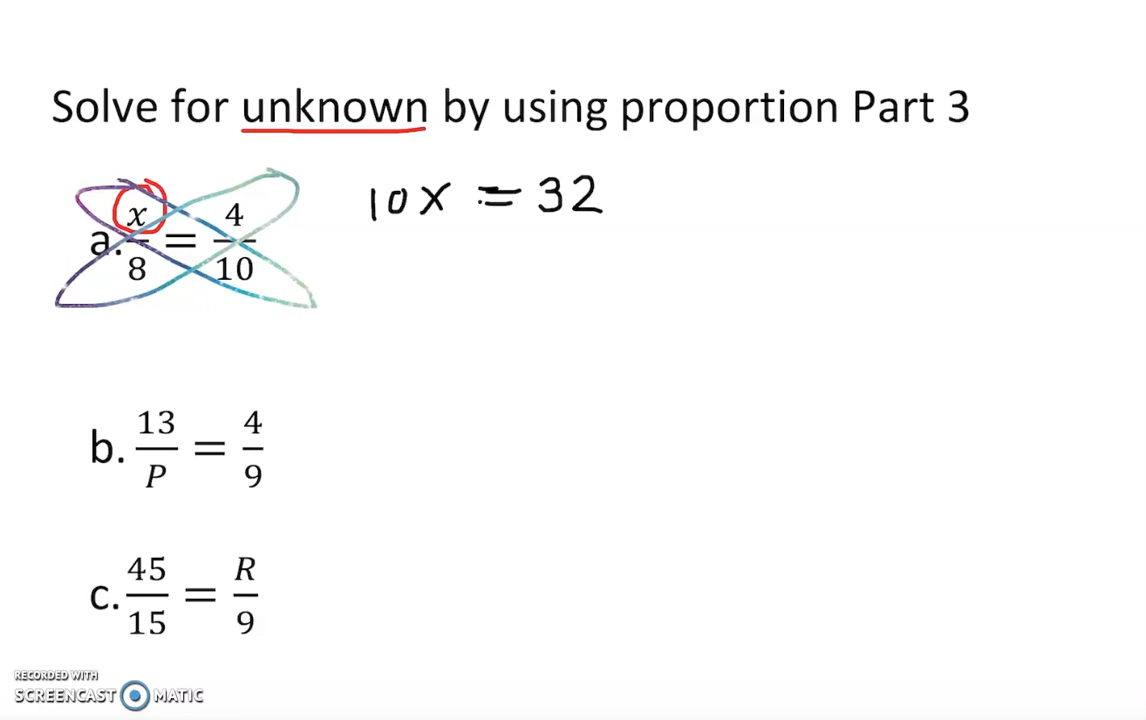 Solve for unknown by using proportion Part 3
a. x/8 = 4/10
10x = 32
b. 13/P = 4/9
c. 45/15 = R/9
RECORDED WITH
SCREENCAST MATIC